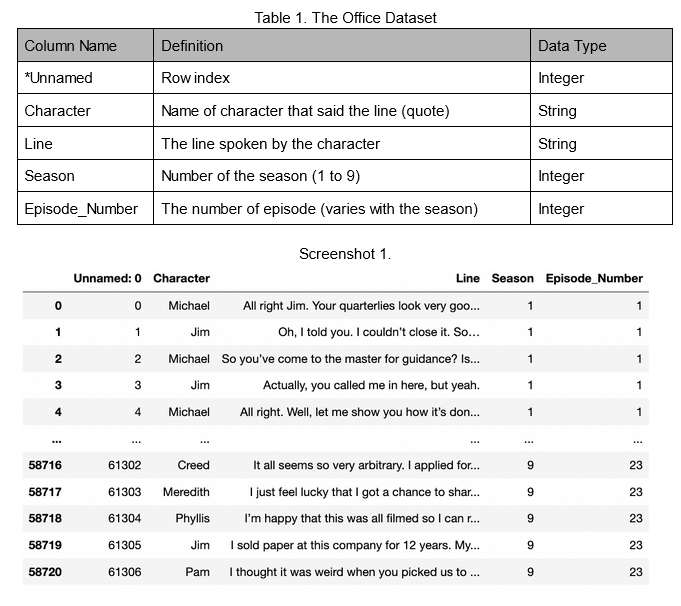 Table 1. The Office Dataset
Column Name Definition Data Type
*Unnamed Row index Integer
Character Name of character that said the line (quote) String
Line The line spoken by the character String
Season Number of the season (1 to 9) Integer
Episode_Number The number of episode (varies with the season) Integer
Screenshot 1.
Unnamed: 0 Character Line Season Episode_Number
0 0 Michael All right Jim. Your quarterlies look very goo... 1 1
1 1 Jim Oh, I told you. I couldn’t close it. So... 1 1
2 2 Michael So you’ve come to the master for guidance? Is... 1 1
3 3 Jim Actually, you called me in here, but yeah. 1 1
4 4 Michael All right. Well, let me show you how it’s don... 1 1
... ... ... ... ... ...
58716 61302 Creed It all seems so very arbitrary. I applied for... 9 23
58717 61303 Meredith I just feel lucky that I got a chance to shar... 9 23
58718 61304 Phyllis I’m happy that this was all filmed so I can r... 9 23
58719 61305 Jim I sold paper at this company for 12 years. My... 9 23
58720 61306 Pam I thought it was weird when you picked us to ... 9 23